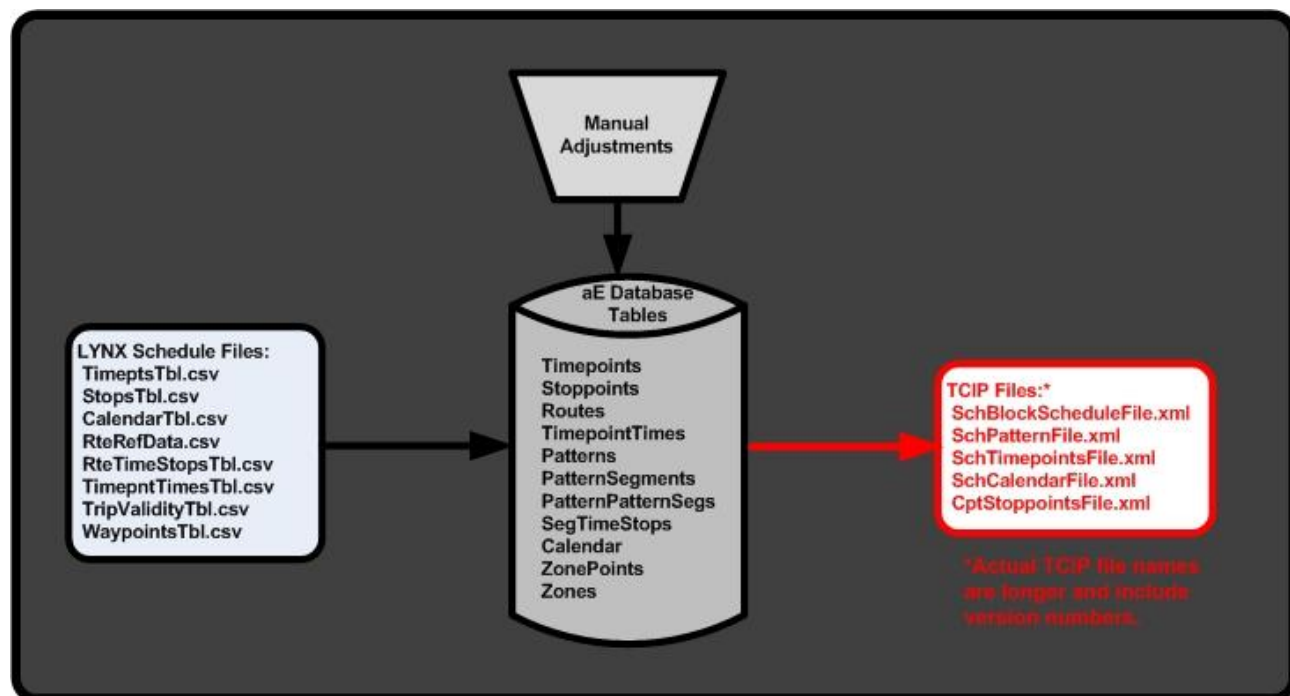 Manual
Adjustments
aE Database
Tables
Timepoints
Stoppoints
Routes
TimepointTimes
Patterns
PatternSegments
PatternPatternSegs
SegTimeStops
Calendar
ZonePoints
Zones
LYNX Schedule Files:
TimeptsTbl.csv
StopsTbl.csv
CalendarTbl.csv
RteRefData.csv
RteTimeStopsTbl.csv
TimepntTimesTbl.csv
TripValidityTbl.csv
WaypointsTbl.csv
TCIP Files:*
SchBlockScheduleFile.xml
SchPatternFile.xml
SchTimepointsFile.xml
SchCalendarFile.xml
CptStoppointsFile.xml
*Actual TCIP file names
are longer and include
version numbers.